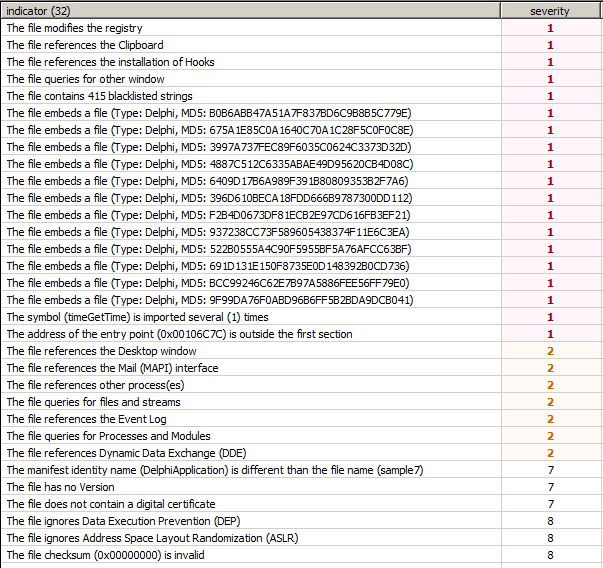 indicator (32) severity
The file modifies the registry 1
The file references the Clipboard 1
The file references the installation of Hooks 1
The file queries for other window 1
The file contains 415 blacklisted strings 1
The file embeds a file (Type: Delphi, MD5: B0B6ABB47A51A7F837BD6C9B8B5C779E) 1
The file embeds a file (Type: Delphi, MD5: 675A1E85C0A1640C70A1C28F5C0F0C8E) 1
The file embeds a file (Type: Delphi, MD5: 3997A737FEC89F6035C0624C3373D32D) 1
The file embeds a file (Type: Delphi, MD5: 4887C512C6335ABAE49D95620CB4D08C) 1
The file embeds a file (Type: Delphi, MD5: 6409D17B6A989F391B80809353B2F7A6) 1
The file embeds a file (Type: Delphi, MD5: 396D610BECA18FDD666B9787300DD112) 1
The file embeds a file (Type: Delphi, MD5: F2B4D0673DF81ECB2E97CD616FB3EF21) 1
The file embeds a file (Type: Delphi, MD5: 937238CC73F589605438374F11E6C3EA) 1
The file embeds a file (Type: Delphi, MD5: 522B0555A4C90F5955BF5A76AFCC63BF) 1
The file embeds a file (Type: Delphi, MD5: 691D131E150F8735E0D148392B0CD736) 1
The file embeds a file (Type: Delphi, MD5: BCC99246C62E7B97A5886FEE56FF79E0) 1
The file embeds a file (Type: Delphi, MD5: 9F99DA76F0ABD96B6FF5B2BDA9DCB041) 1
The symbol (timeGetTime) is imported several (1) times 1
The address of the entry point (0x00106C7C) is outside the first section 1
The file references the Desktop window 2
The file references the Mail (MAPI) interface 2
The file references other process(es) 2
The file queries for files and streams 2
The file references the Event Log 2
The file queries for Processes and Modules 2
The file references Dynamic Data Exchange (DDE) 2
The manifest identity name (DelphiApplication) is different than the file name (sample7) 7
The file has no Version 7
The file does not contain a digital certificate 7
The file ignores Data Execution Prevention (DEP) 8
The file ignores Address Space Layout Randomization (ASLR) 8
The file checksum (0x00000000) is invalid 8